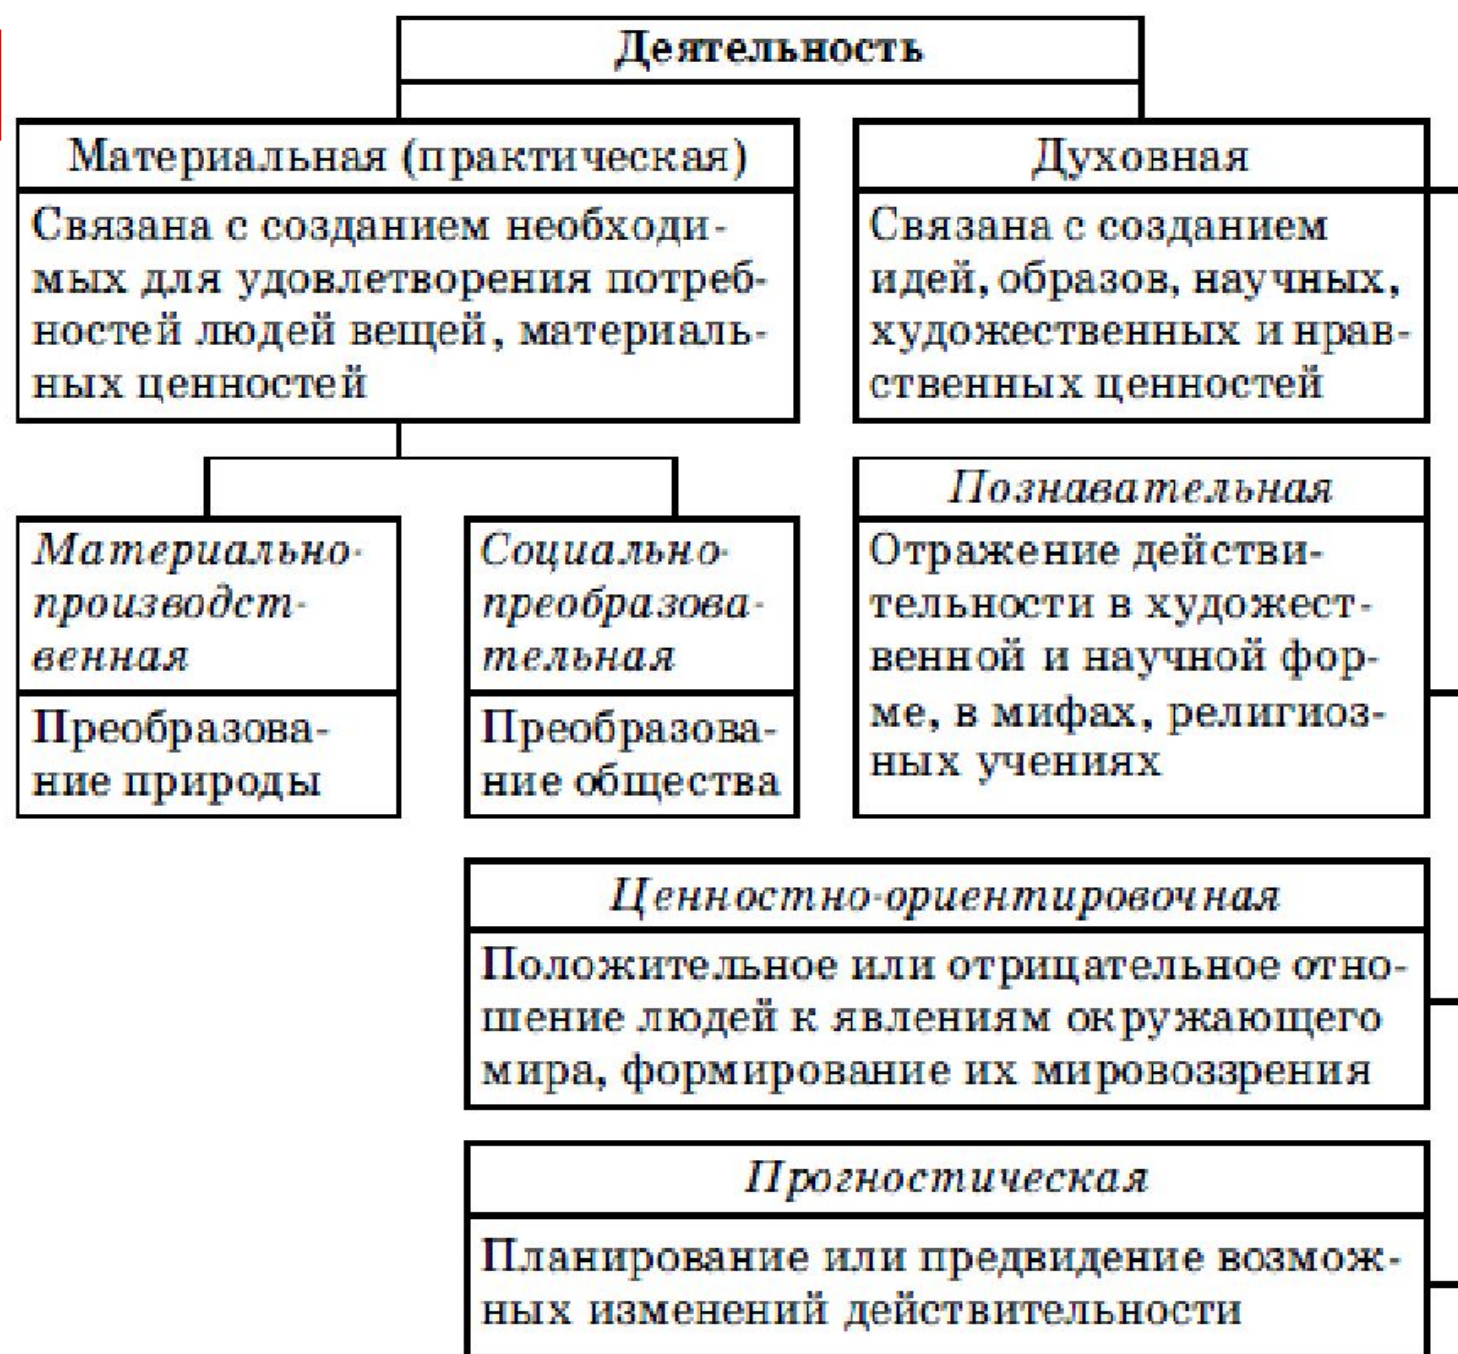 Деятельность
Материальная (практическая)
Связана с созданием необходи-
мых для удовлетворения потреб-
ностей людей вещей, материаль-
ных ценностей
Духовная
Связана с созданием
идей, образов, научных,
художественных и нрав-
ственных ценностей
Материально-
производст-
венная
Преобразова-
ние природы
Социально-
преобразова-
тельная
Преобразова-
ние общества
Познавательная
Отражение действи-
тельности в художест-
венной и научной фор-
ме, в мифах, религиоз-
ных учениях
Ценностно-ориентировочная
Положительное или отрицательное отно-
шение людей к явлениям окружающего
мира, формирование их мировоззрения
Прогностическая
Планирование или предвидение возмож-
ных изменений действительности